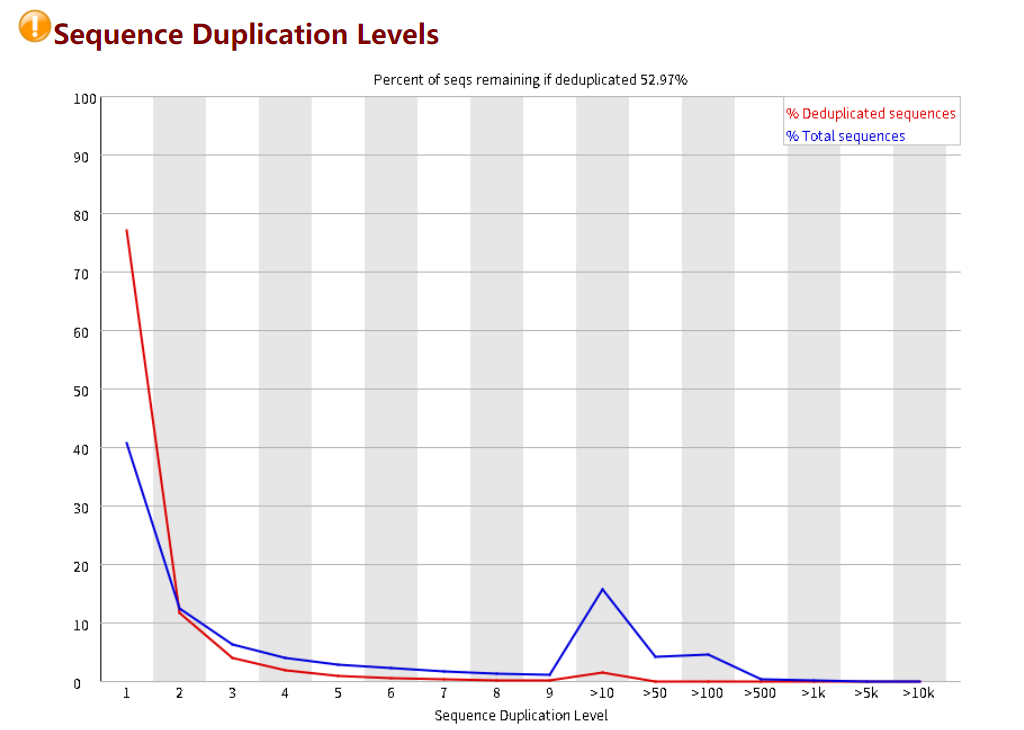 Sequence Duplication Levels
Percent of seqs remaining if deduplicated 52.97%
% Deduplicated sequences
% Total sequences
100
90
80
70
60
50
40
30
20
10
0
1 2 3 4 5 6 7 8 9 >10 >50 >100 >500 >1k >5k >10k
Sequence Duplication Level